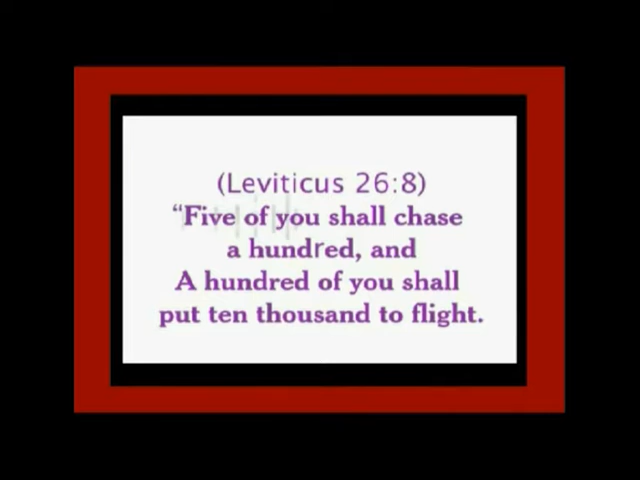 (Leviticus 26:8)
“Five of you shall chase
a hundred, and
A hundred of you shall
put ten thousand to flight.